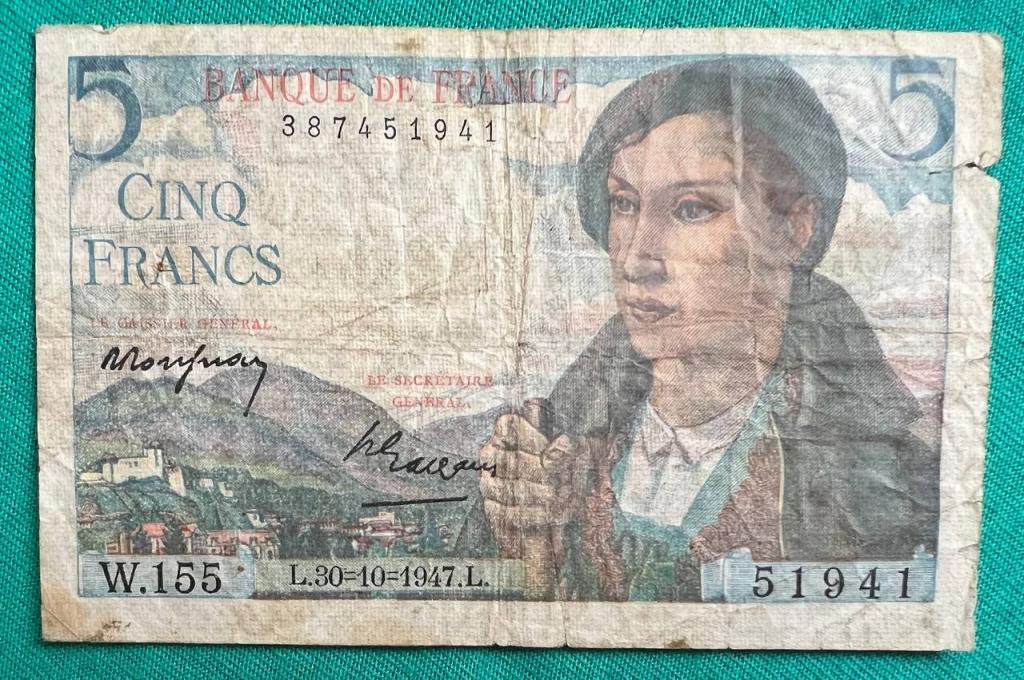 5 BANQUE DE FRANCE 5
387451941
CINQ
FRANCS
LE CAISSIER GÉNÉRAL.
LE SECRÉTAIRE
GÉNÉRAL.
W.155 L.30=10=1947.L. 51941